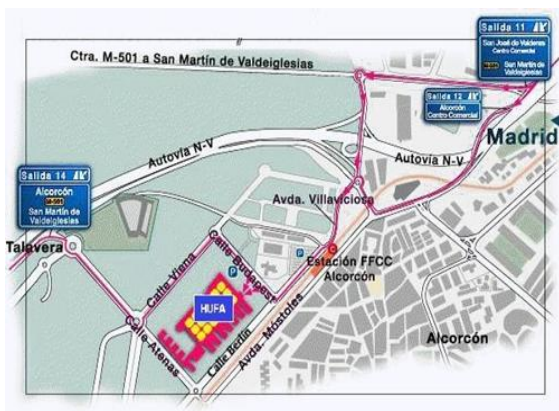 Salida 11
San José de Valderas
Centro Comercial
M-501 San Martín de
Valdeiglesias
Ctra. M-501 a San Martín de Valdeiglesias
Salida 12
Alcorcón
Centro Comercial
Madrid
Autovía N-V
Autovía N-V
Salida 14
Alcorcón
M-501
San Martín de
Valdeiglesias
Avda. Villaviciosa
Talavera
Calle Viena
Calle Budapest
P
P
Estación FFCC
Alcorcón
HUFA
Calle Berlín
Avda. Móstoles
Calle Atenas
Alcorcón